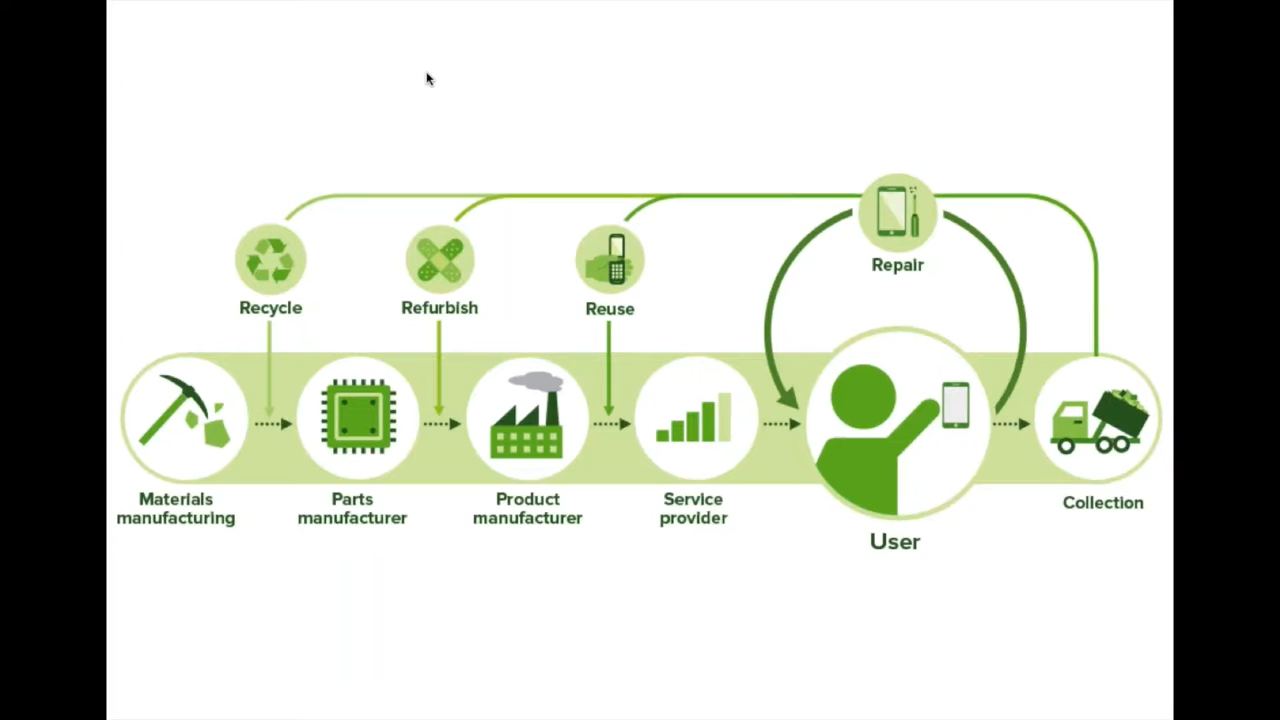 Repair
Recycle
Refurbish
Reuse
Materials
manufacturing
Parts
manufacturer
Product
manufacturer
Service
provider
User
Collection